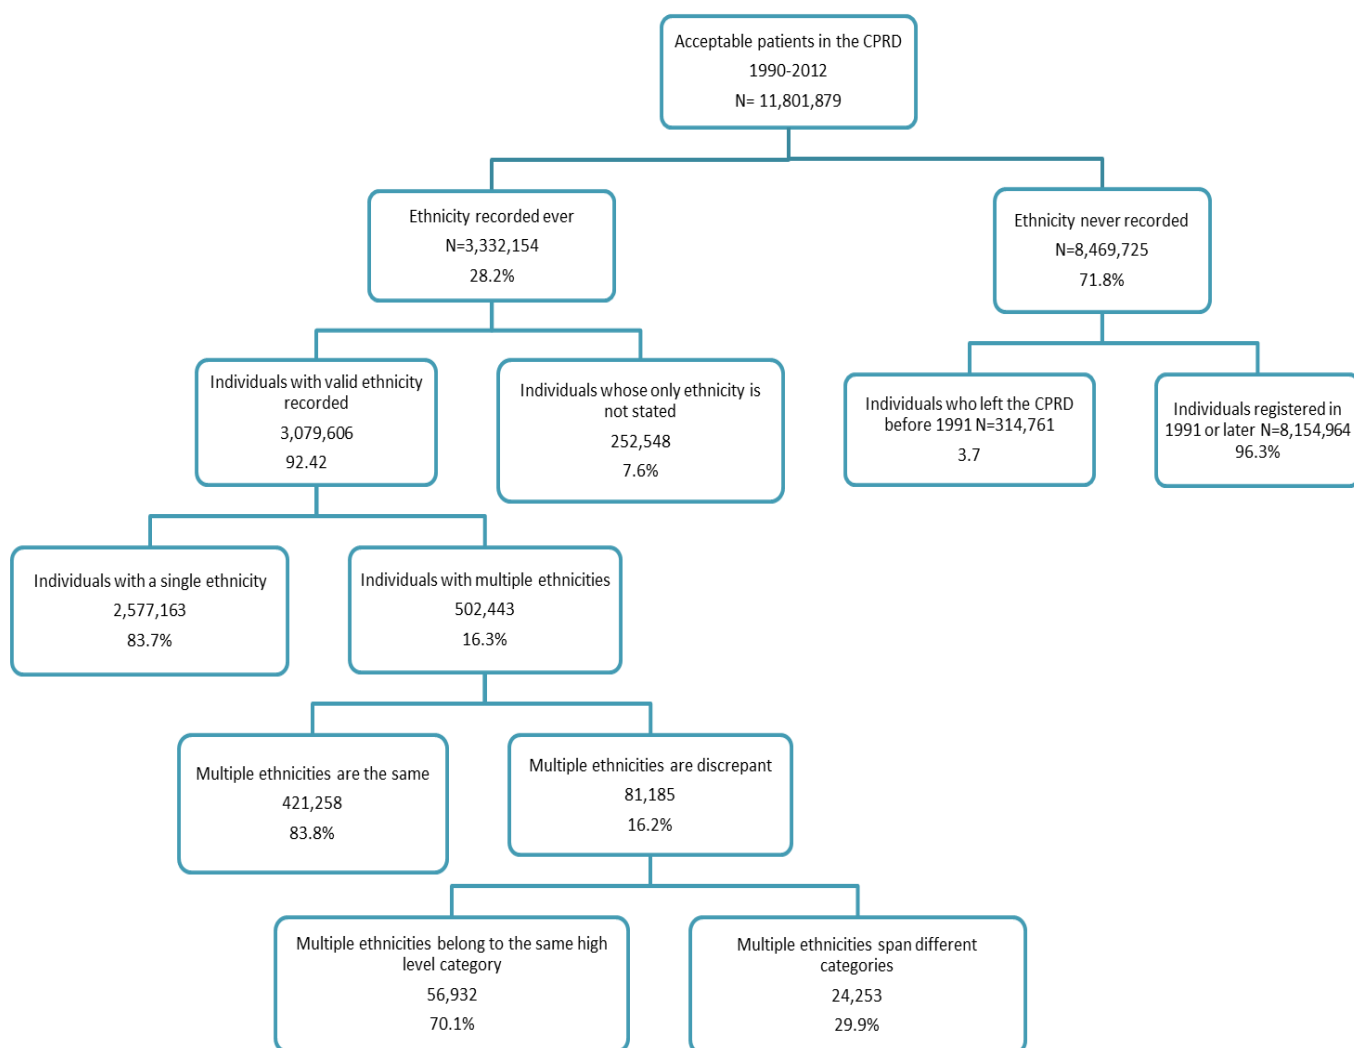 Acceptable patients in the CPRD
1990-2012
N= 11,801,879
Ethnicity recorded ever
N=3,332,154
28.2%
Ethnicity never recorded
N=8,469,725
71.8%
Individuals with valid ethnicity
recorded
3,079,606
92.42
Individuals whose only ethnicity is
not stated
252,548
7.6%
Individuals who left the CPRD
before 1991 N=314,761
3.7
Individuals registered in
1991 or later N=8,154,964
96.3%
Individuals with a single ethnicity
2,577,163
83.7%
Individuals with multiple ethnicities
502,443
16.3%
Multiple ethnicities are the same
421,258
83.8%
Multiple ethnicities are discrepant
81,185
16.2%
Multiple ethnicities belong to the same high
level category
56,932
70.1%
Multiple ethnicities span different
categories
24,253
29.9%